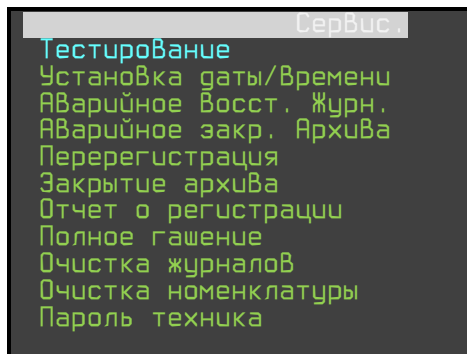 Сервис.
Тестирование
Установка даты/времени
Аварийное Восст. Журн.
Аварийное закр. Архива
Перерегистрация
Закрытие архива
Отчет о регистрации
Полное гашение
Очистка журналов
Очистка номенклатуры
Пароль техника